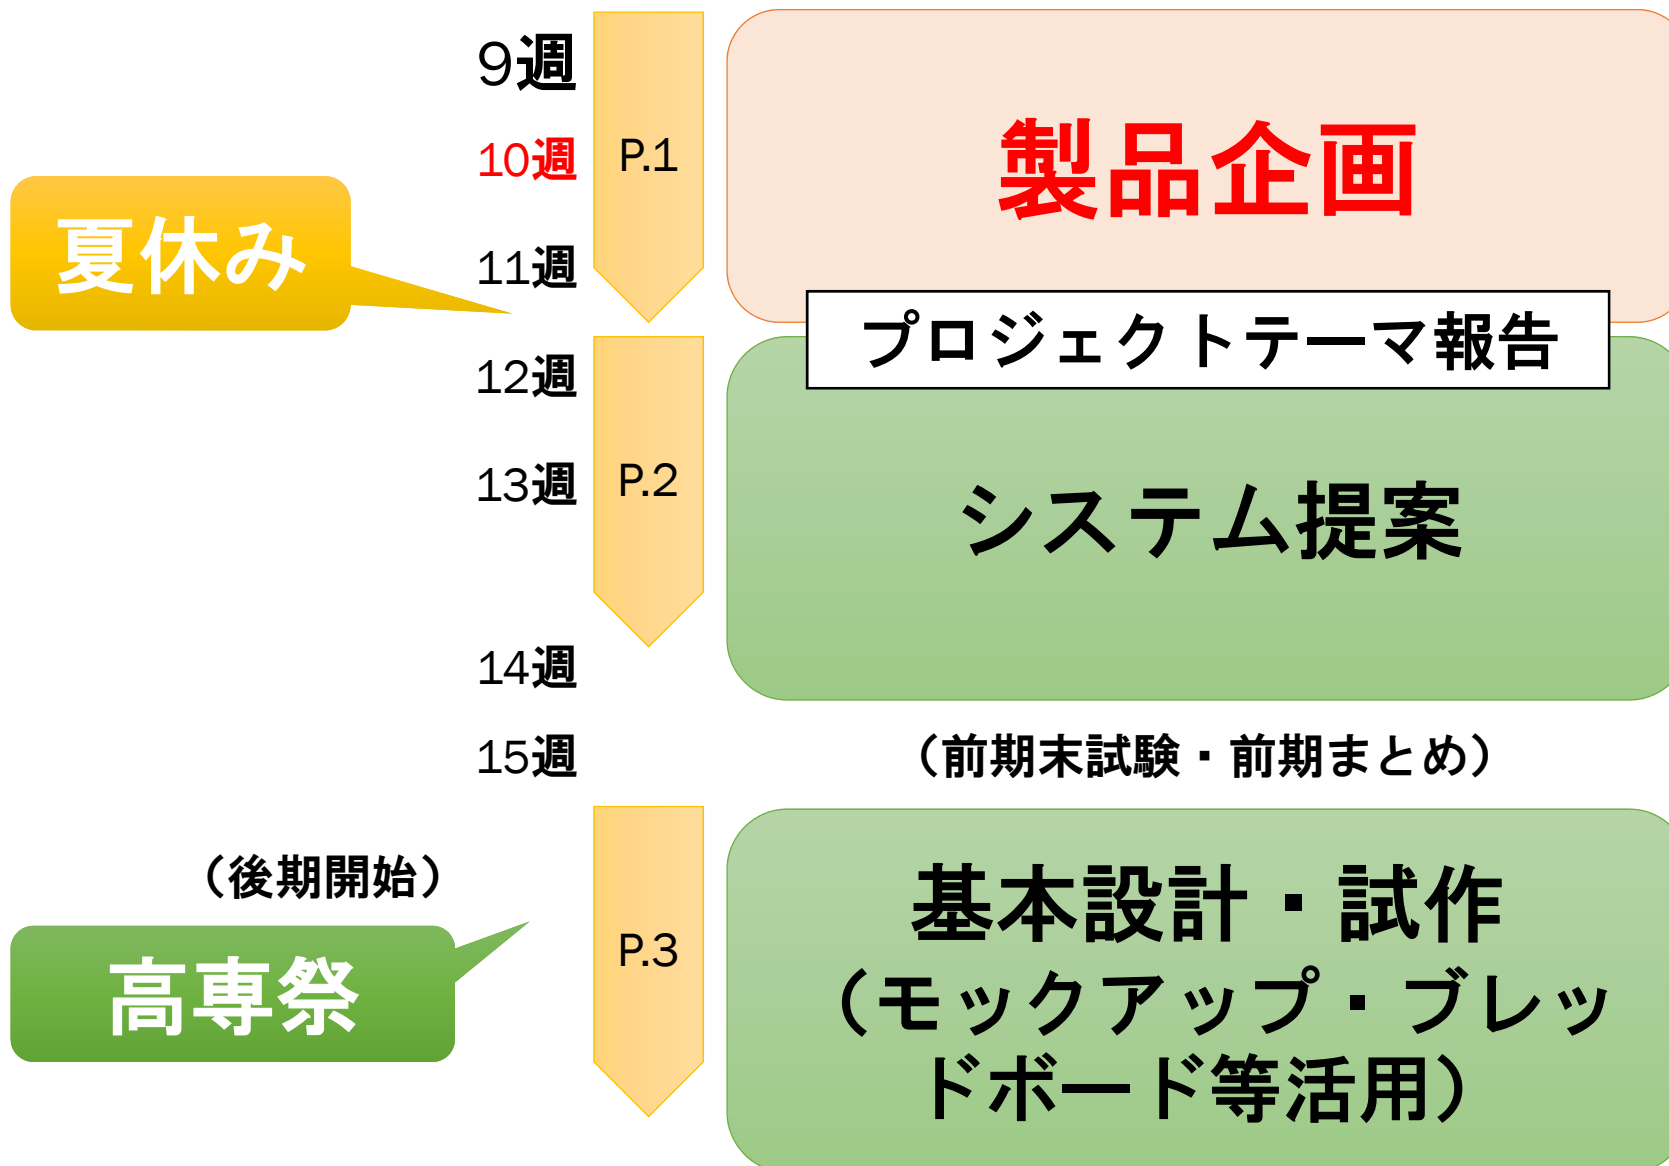 9週
10週
11週
12週
13週
14週
15週
夏休み
（後期開始）
高専祭
P.1
P.2
P.3
製品企画
プロジェクトテーマ報告
システム提案
（前期末試験・前期まとめ）
基本設計・試作
（モックアップ・ブレッ
ドボード等活用）